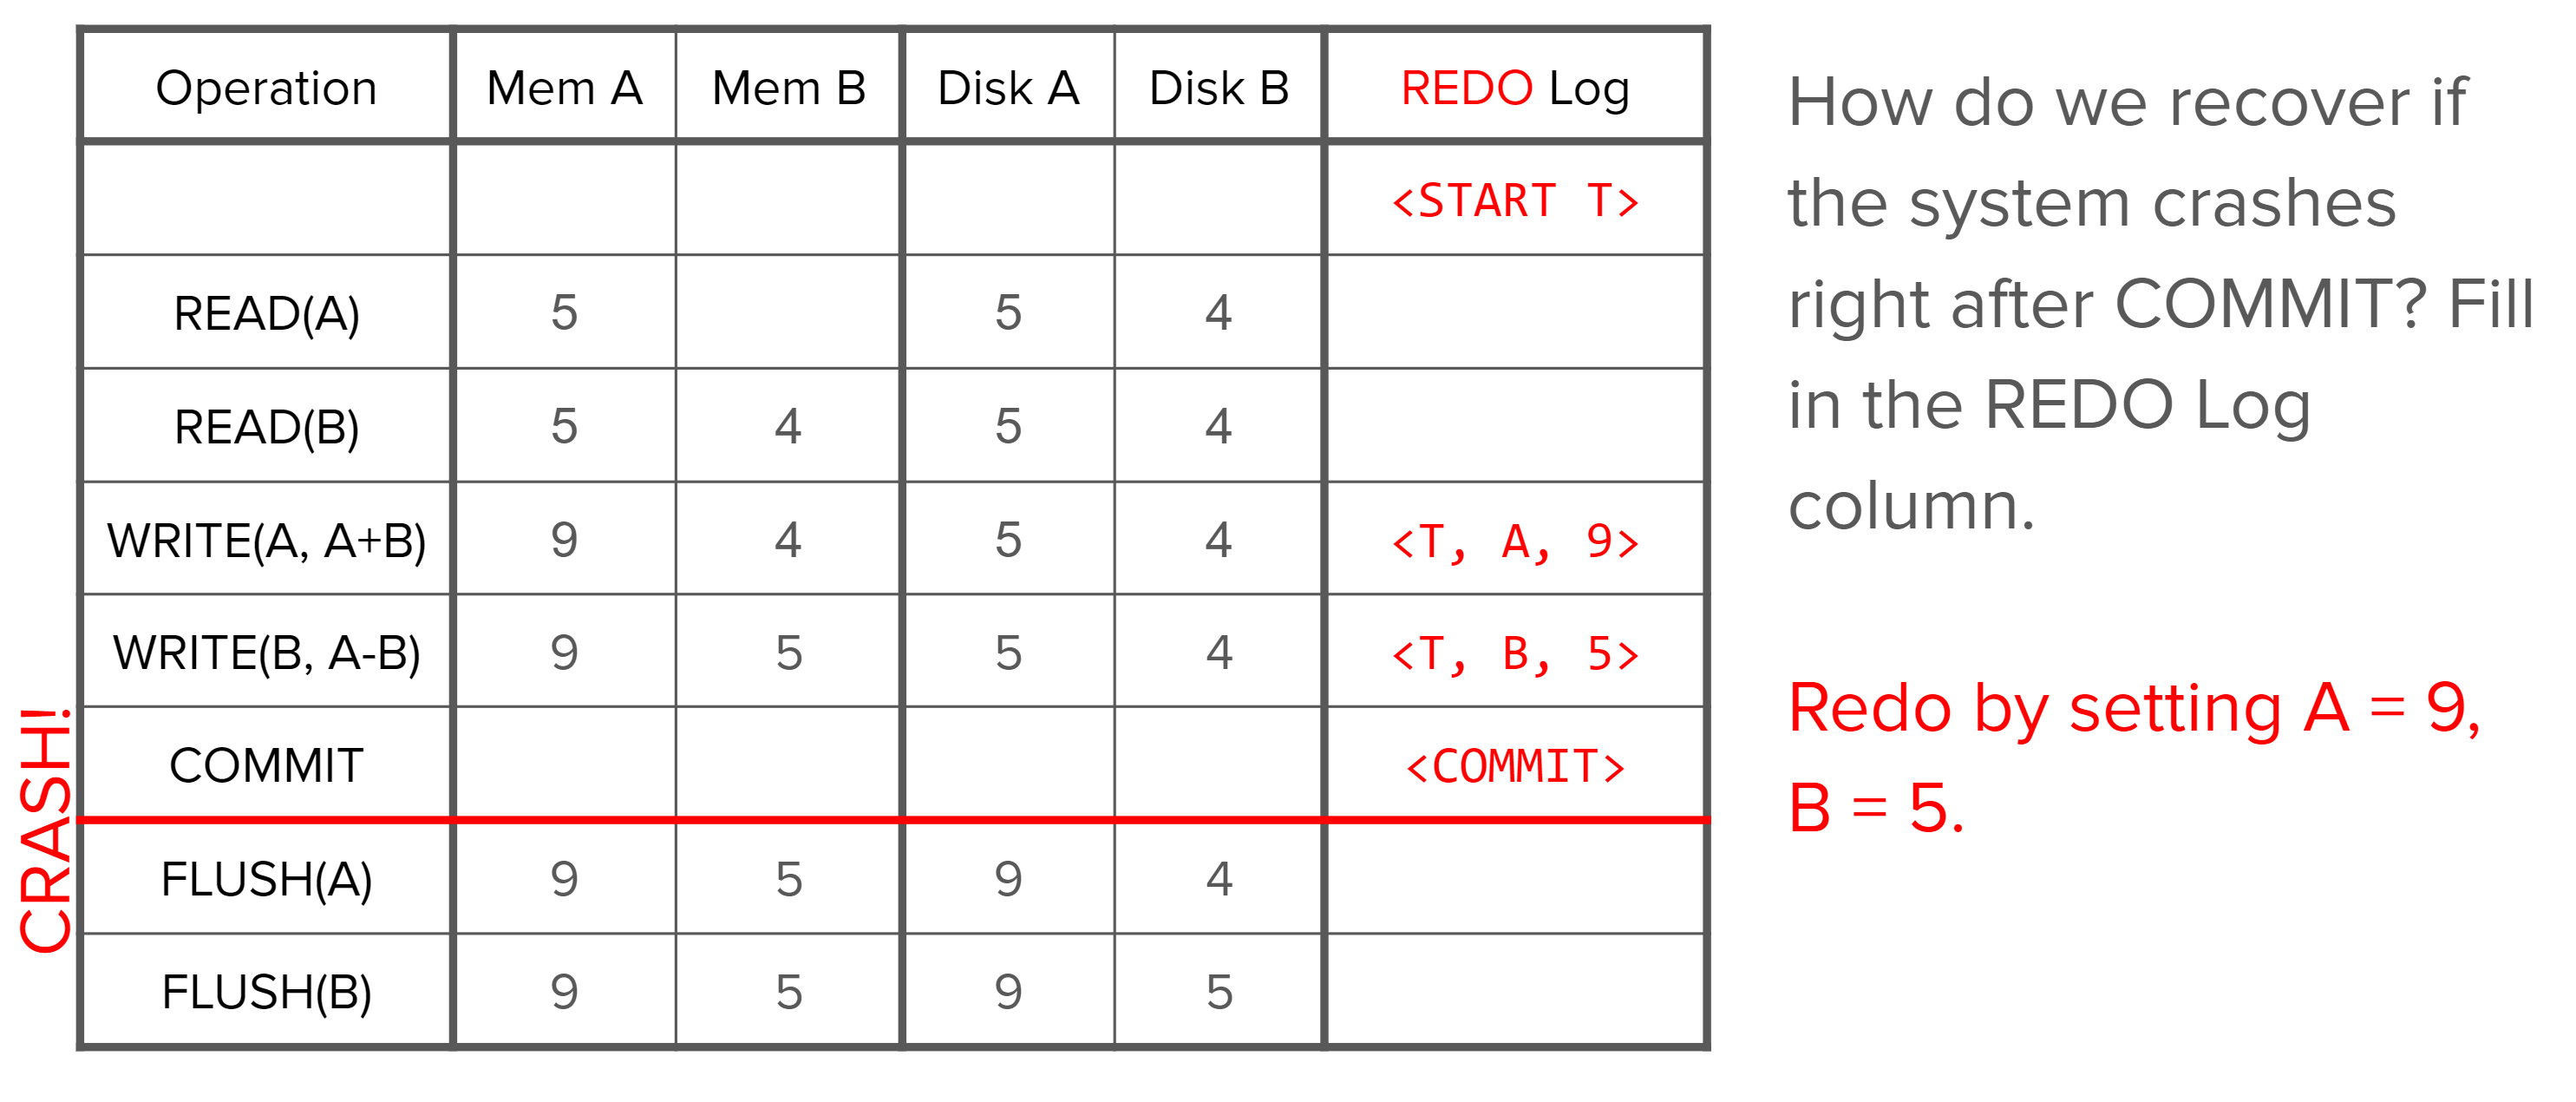 Operation Mem A Mem B Disk A Disk B REDO Log
<START T>
READ(A) 5 5 4
READ(B) 5 4 5 4
WRITE(A, A+B) 9 4 5 4 <T, A, 9>
WRITE(B, A-B) 9 5 5 4 <T, B, 5>
COMMIT <COMMIT>
CRASH!
FLUSH(A) 9 5 9 4
FLUSH(B) 9 5 9 5
How do we recover if
the system crashes
right after COMMIT? Fill
in the REDO Log
column.
Redo by setting A = 9,
B = 5.